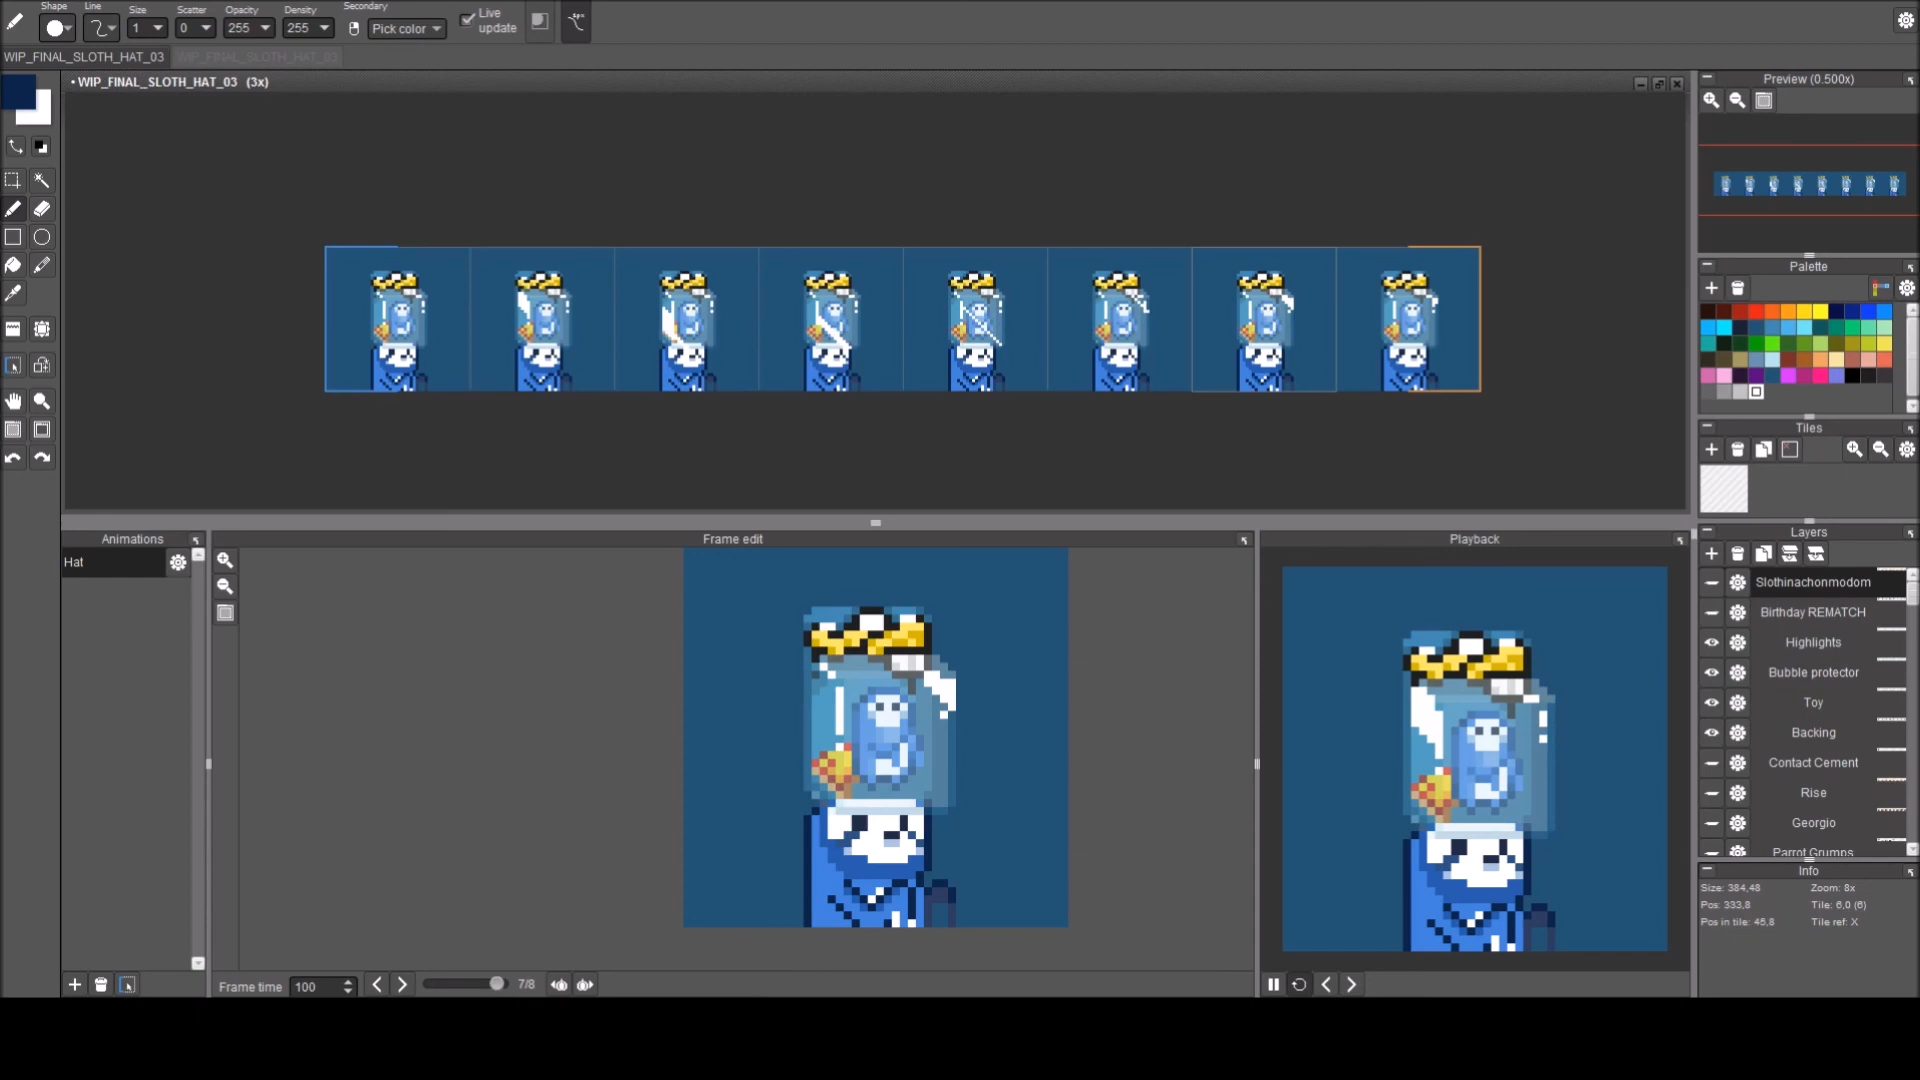 Shape Line Size Scatter Opacity Density Secondary
1 0 255 255 Pick color Live update
WIP_FINAL_SLOTH_HAT_03 WIP_FINAL_SLOTH_HAT_03
• WIP_FINAL_SLOTH_HAT_03 (3x)
Preview (0.500x)
Palette
Tiles
Animations
Hat
Frame edit
Playback
Layers
Slothinachonmodom
Birthday REMATCH
Highlights
Bubble protector
Toy
Backing
Contact Cement
Rise
Georgio
Parrot Grumps
Info
Size: 384,48 Zoom: 8x
Pos: 333,8 Tile: 6,0 (6)
Pos in tile: 45,8 Tile ref: X
Frame time 100 7/8